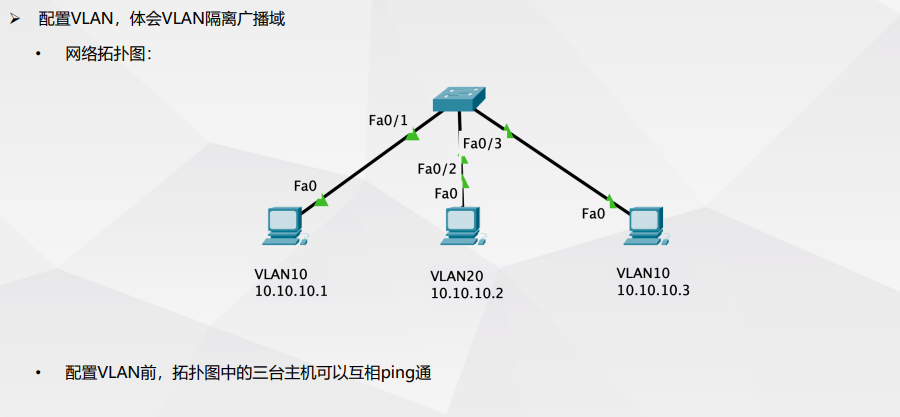 ➢ 配置VLAN，体会VLAN隔离广播域
• 网络拓扑图：
Fa0/1
Fa0/3
Fa0/2
Fa0
Fa0
Fa0
VLAN10
10.10.10.1
VLAN20
10.10.10.2
VLAN10
10.10.10.3
• 配置VLAN前，拓扑图中的三台主机可以互相ping通